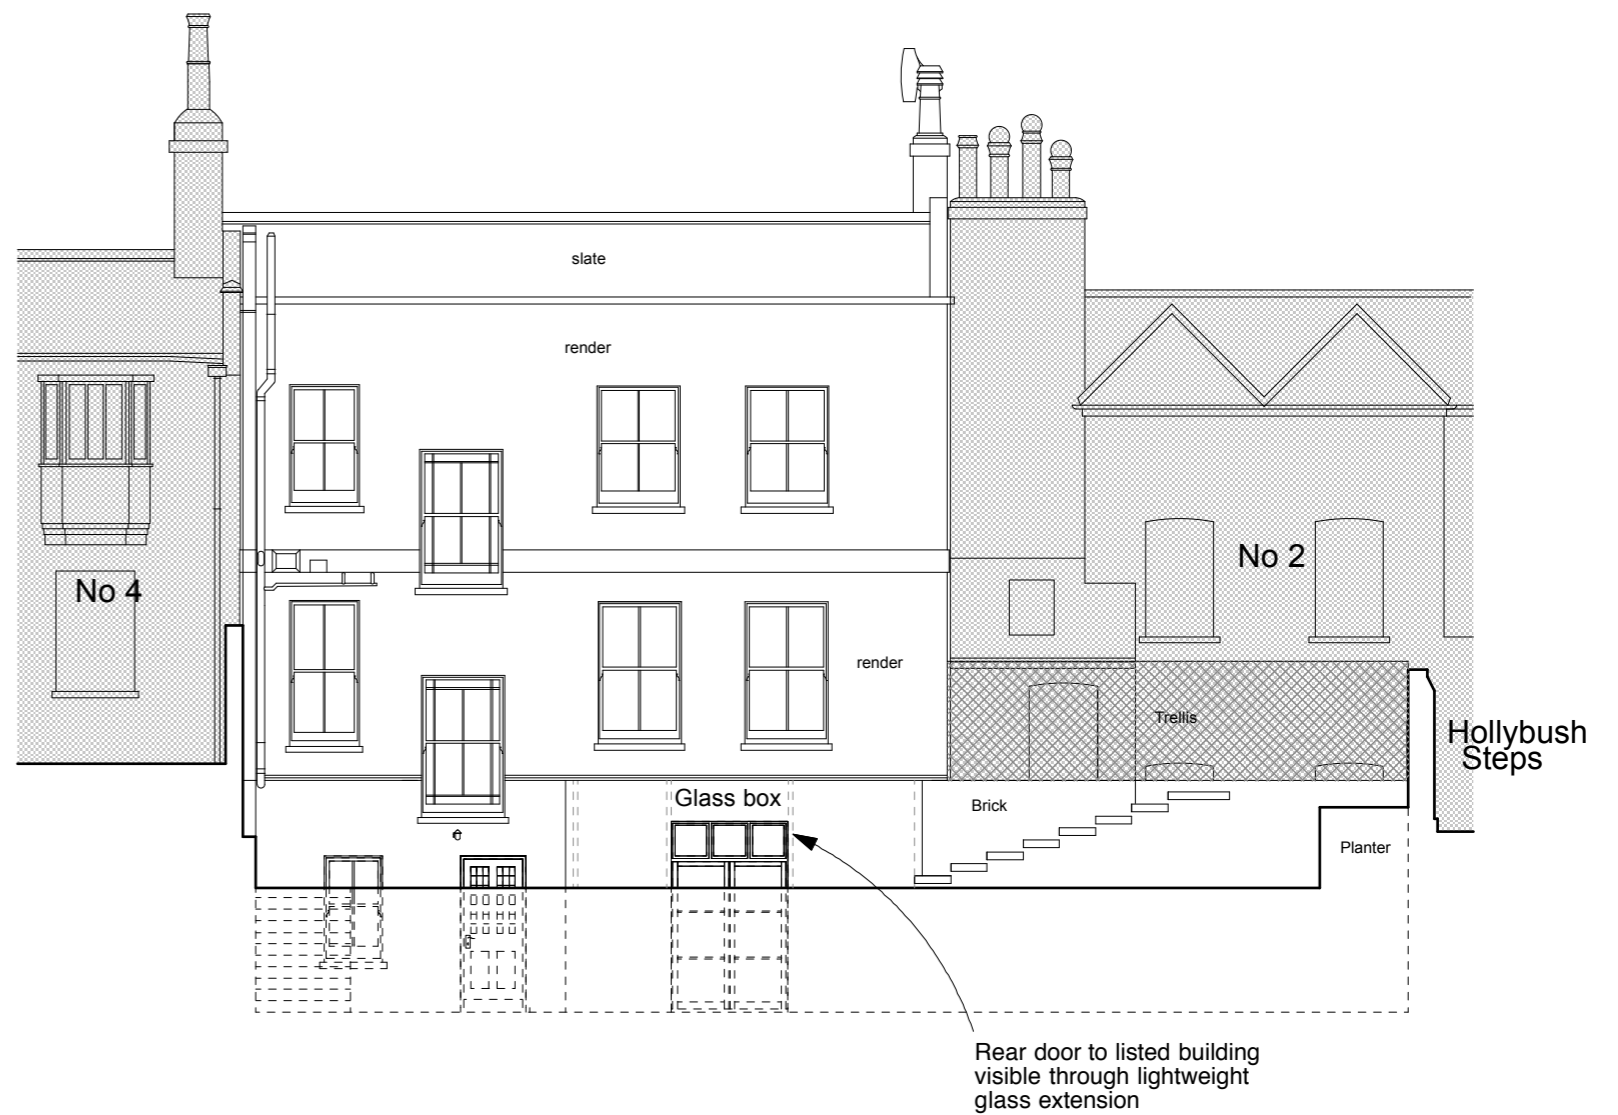 slate
render
No 4
No 2
render
Trellis
Hollybush
Steps
Glass box
Brick
Planter
Rear door to listed building
visible through lightweight
glass extension